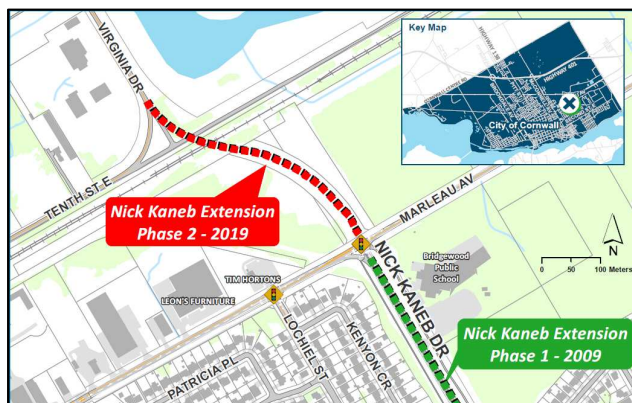 Key Map
HIGHWAY 138
HIGHWAY 401
City of Cornwall
VIRGINIA DR
TENTH ST E
Nick Kaneb Extension
Phase 2 - 2019
MARLEAU AV
N
0 50 100 Meters
NICK KANEB DR
Bridgewood
Public
School
TIM HORTONS
LEON'S FURNITURE
LOCHIEL ST
KENYON CR
PATRICIA PL
Nick Kaneb Extension
Phase 1 - 2009